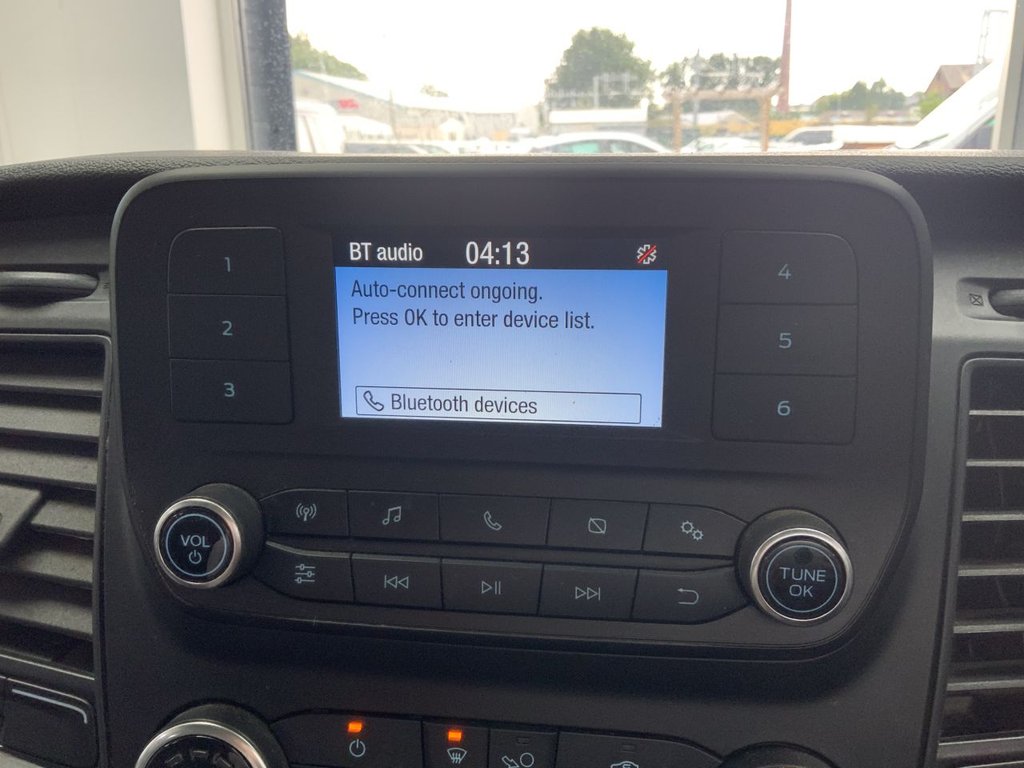 BT audio 04:13
Auto-connect ongoing.
Press OK to enter device list.
Bluetooth devices
1
2
3
4
5
6
VOL
TUNE
OK